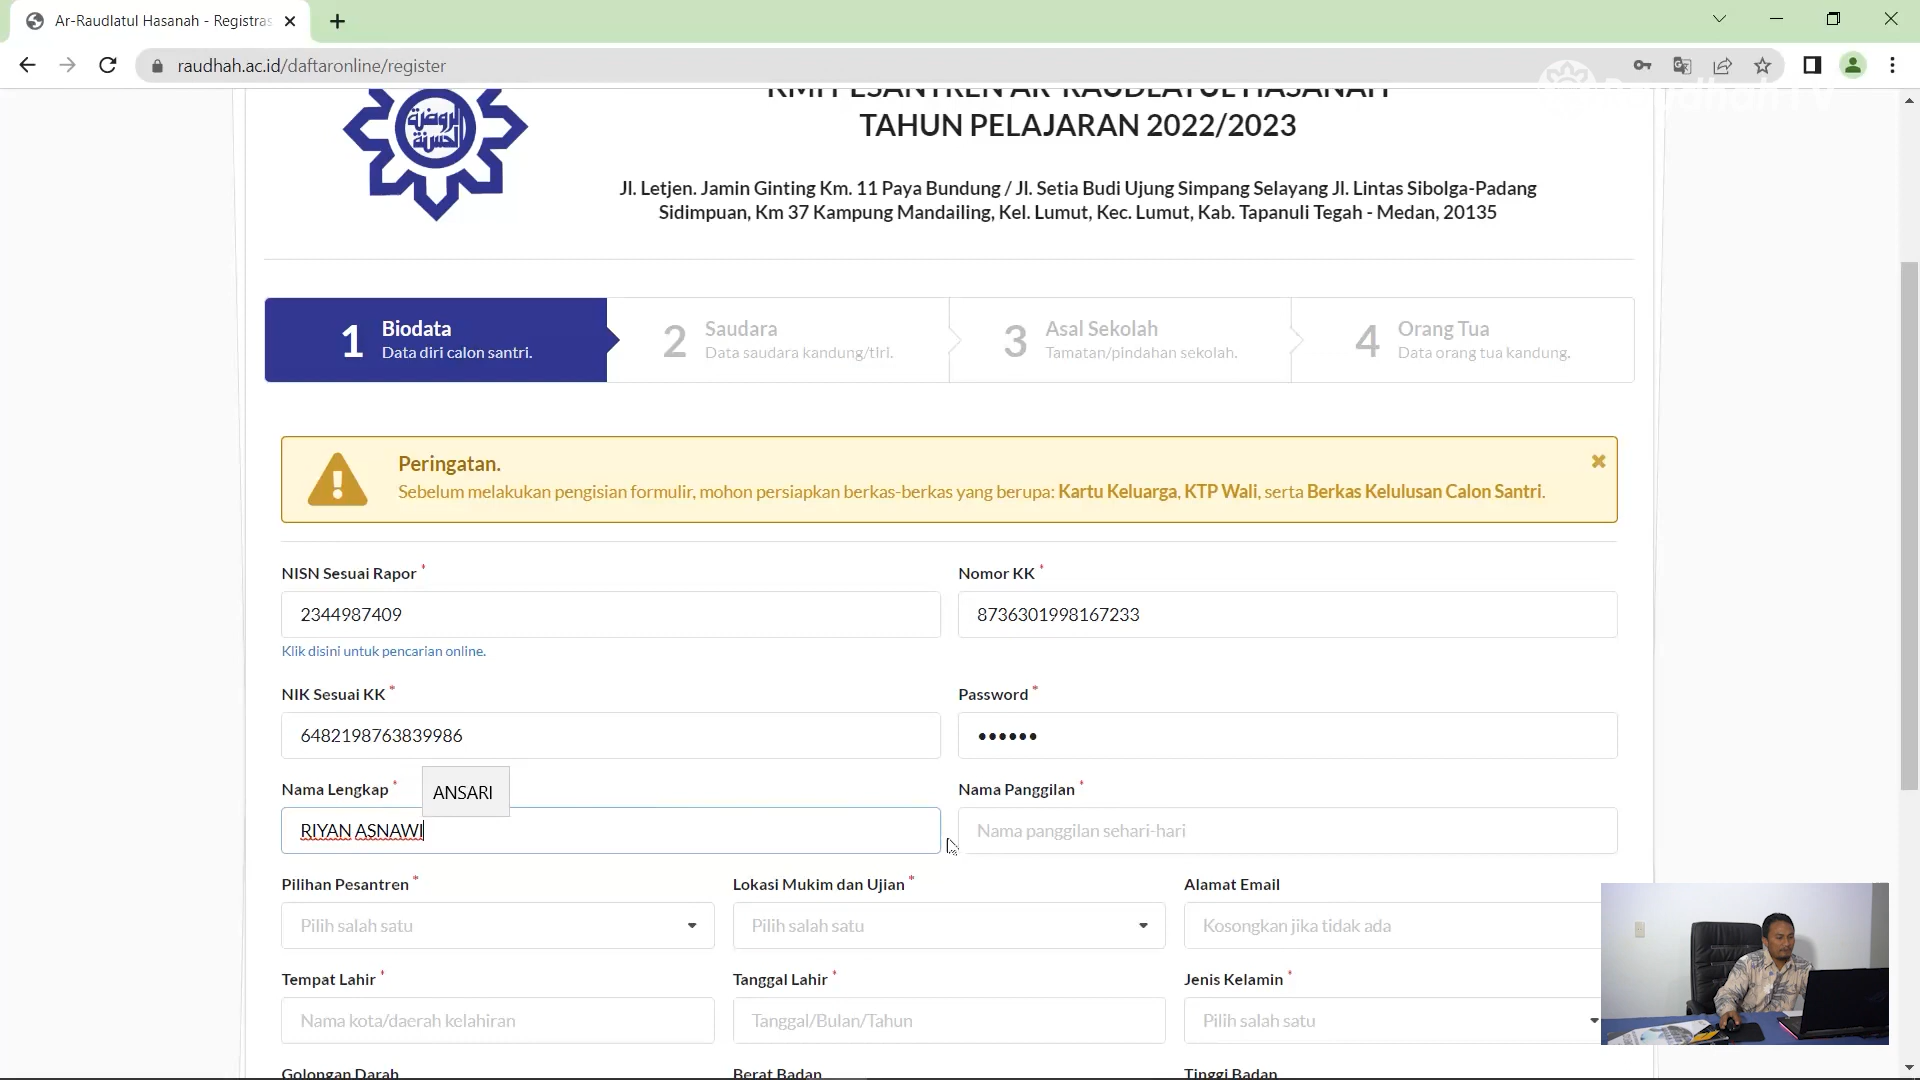 Ar-Raudlatul Hasanah - Registras
raudhah.ac.id/daftaronline/register
KMI PESANTREN AR-RAUDLATUL HASANAH
TAHUN PELAJARAN 2022/2023
Jl. Letjen. Jamin Ginting Km. 11 Paya Bundung / Jl. Setia Budi Ujung Simpang Selayang Jl. Lintas Sibolga-Padang
Sidimpuan, Km 37 Kampung Mandailing, Kel. Lumut, Kec. Lumut, Kab. Tapanuli Tegah - Medan, 20135
الروضة
الحسنة
1 Biodata
Data diri calon santri.
2 Saudara
Data saudara kandung/tiri.
3 Asal Sekolah
Tamatan/pindahan sekolah.
4 Orang Tua
Data orang tua kandung.
Peringatan.
Sebelum melakukan pengisian formulir, mohon persiapkan berkas-berkas yang berupa: Kartu Keluarga, KTP Wali, serta Berkas Kelulusan Calon Santri.
NISN Sesuai Rapor *
2344987409
Klik disini untuk pencarian online.
Nomor KK *
8736301998167233
NIK Sesuai KK *
6482198763839986
Password *
••••••
Nama Lengkap *
ANSARI
RIYAN ASNAWI
Nama Panggilan *
Nama panggilan sehari-hari
Pilihan Pesantren *
Pilih salah satu
Lokasi Mukim dan Ujian *
Pilih salah satu
Alamat Email
Kosongkan jika tidak ada
Tempat Lahir *
Nama kota/daerah kelahiran
Tanggal Lahir *
Tanggal/Bulan/Tahun
Jenis Kelamin *
Pilih salah satu
Golongan Darah
Berat Badan
Tinggi Badan